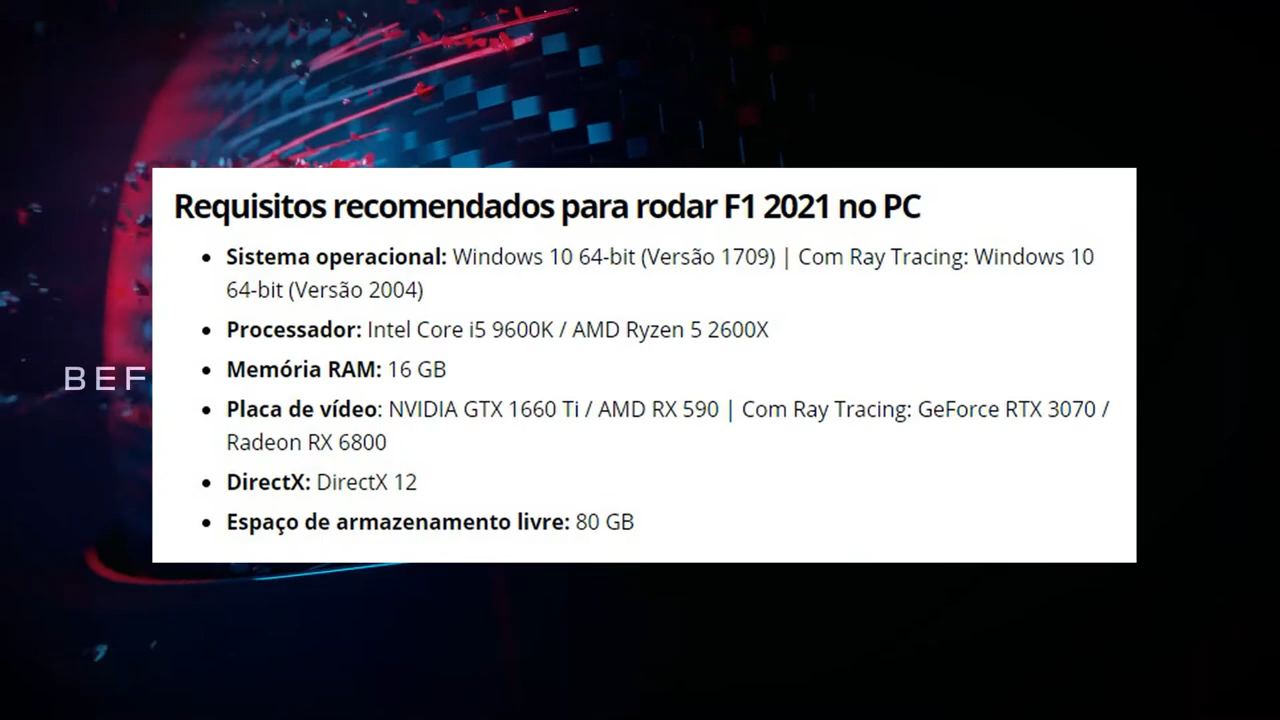 Requisitos recomendados para rodar F1 2021 no PC
Sistema operacional: Windows 10 64-bit (Versão 1709) | Com Ray Tracing: Windows 10
64-bit (Versão 2004)
Processador: Intel Core i5 9600K / AMD Ryzen 5 2600X
Memória RAM: 16 GB
BEF
Placa de vídeo: NVIDIA GTX 1660 Ti / AMD RX 590 | Com Ray Tracing: GeForce RTX 3070 /
Radeon RX 6800
DirectX: DirectX 12
Espaço de armazenamento livre: 80 GB